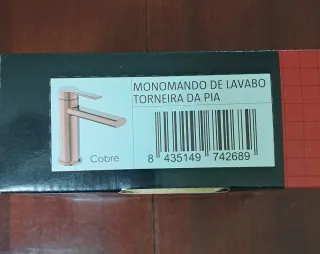 MONOMANDO DE LAVABO
TORNEIRA DA PIA
Cobre
8 435149 742689